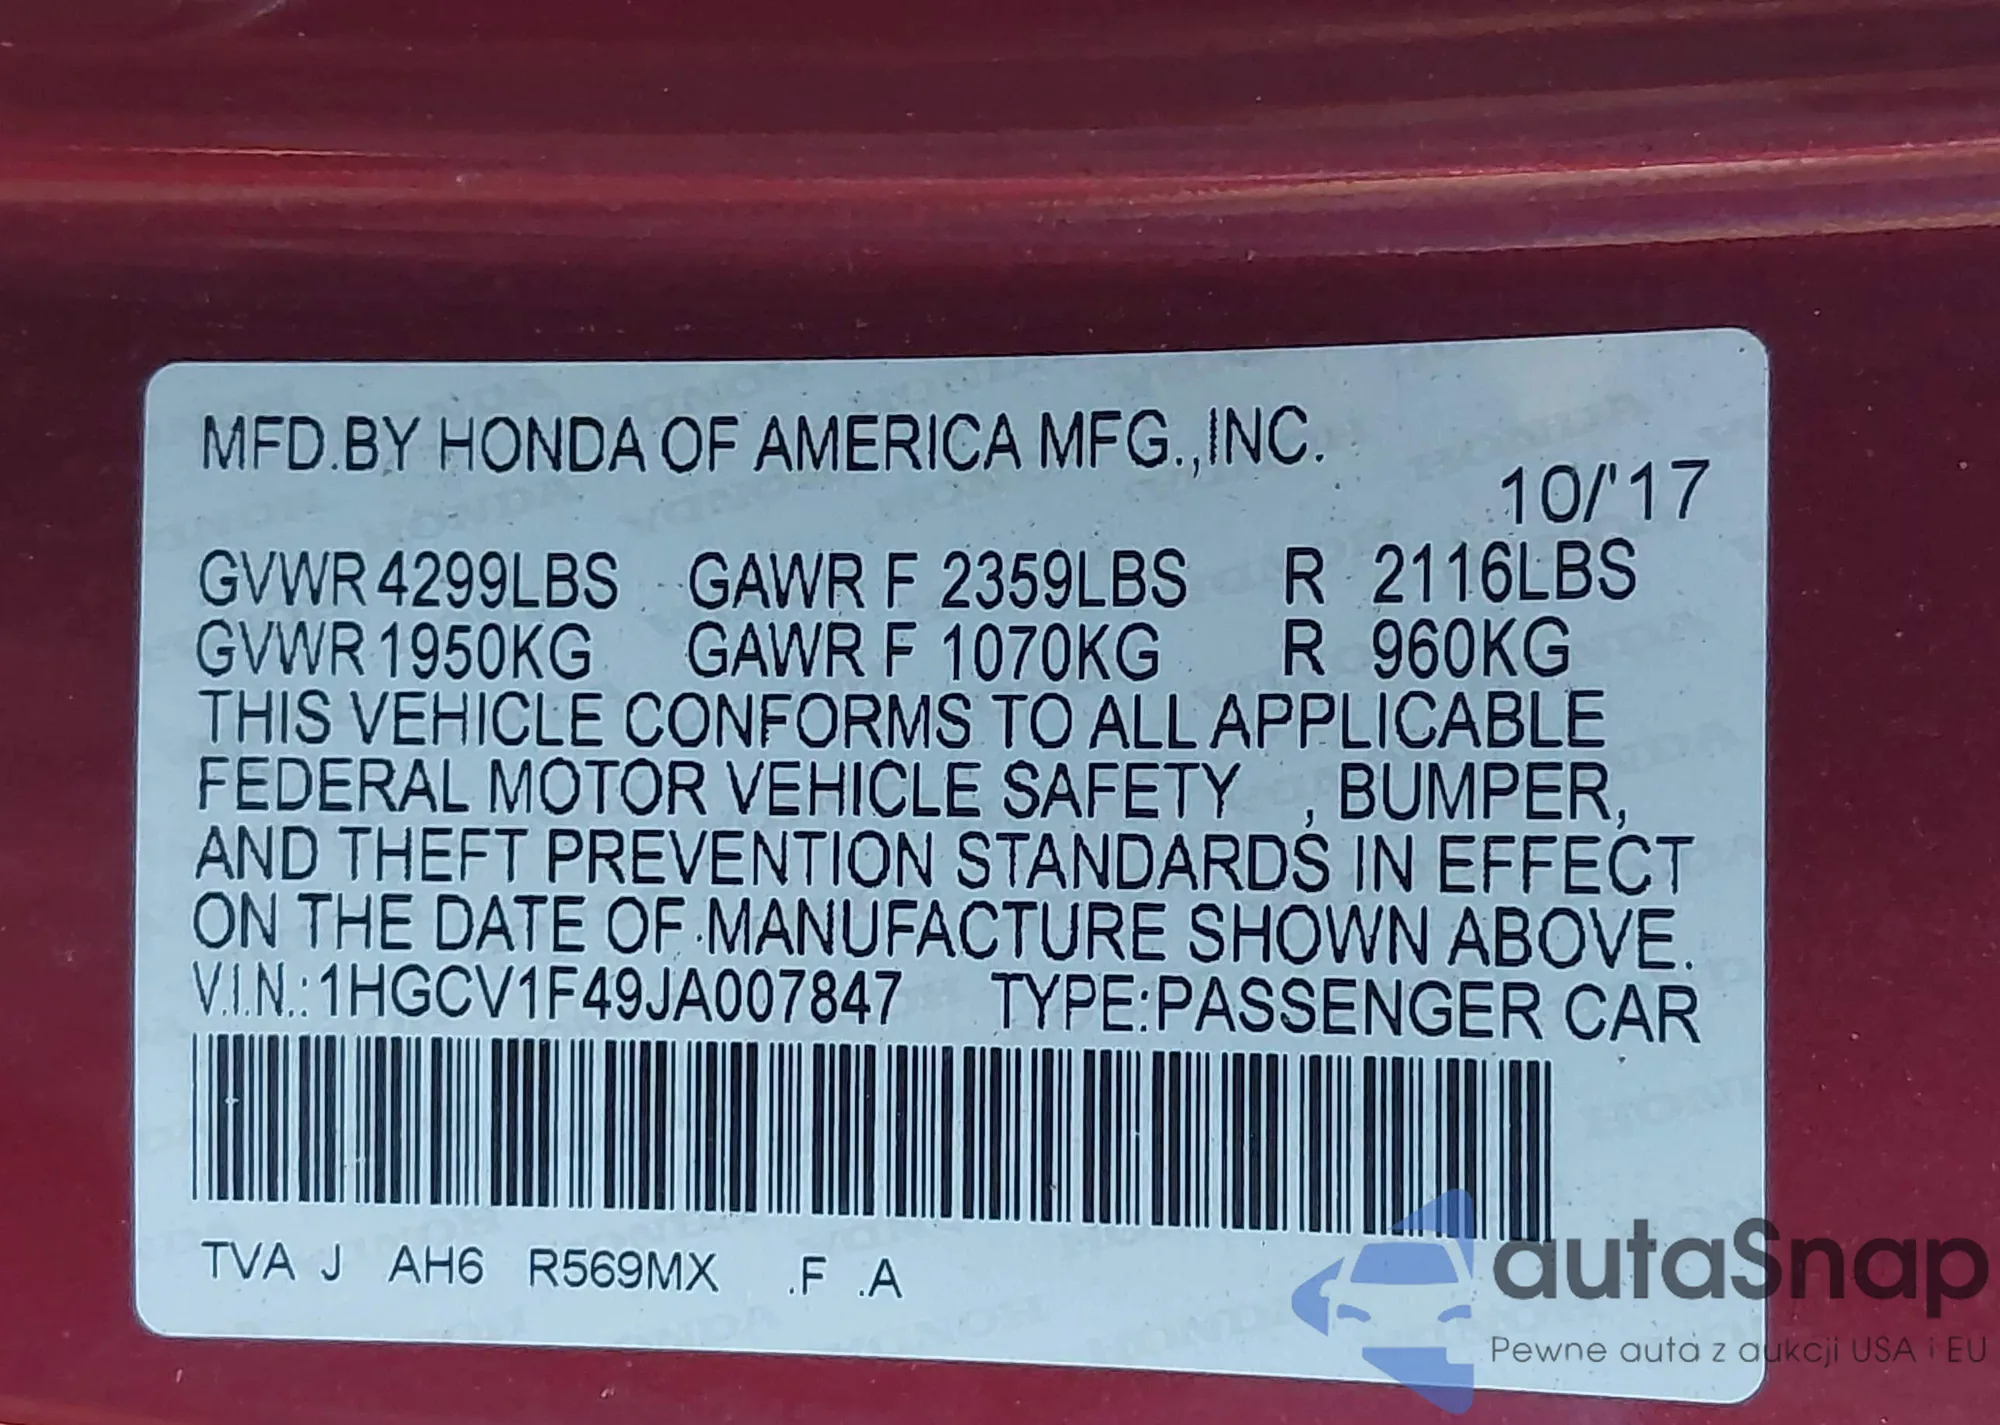 MFD.BY HONDA OF AMERICA MFG.,INC.
10/'17
GVWR 4299LBS GAWR F 2359LBS R 2116LBS
GVWR 1950KG GAWR F 1070KG R 960KG
THIS VEHICLE CONFORMS TO ALL APPLICABLE
FEDERAL MOTOR VEHICLE SAFETY , BUMPER,
AND THEFT PREVENTION STANDARDS IN EFFECT
ON THE DATE OF MANUFACTURE SHOWN ABOVE.
V.I.N.:1HGCV1F49JA007847 TYPE:PASSENGER CAR
TVA J AH6 R569MX .F .A
autaSnap
Pewne auta z aukcji USA i EU